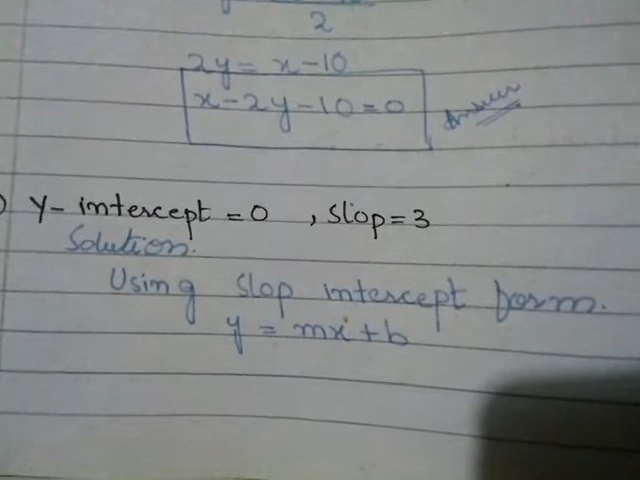 2
2y = x-10
x-2y-10=0 Answer
) Y- intercept = 0 , Slop = 3
Solution.
Using Slop intercept form.
y = mx + b